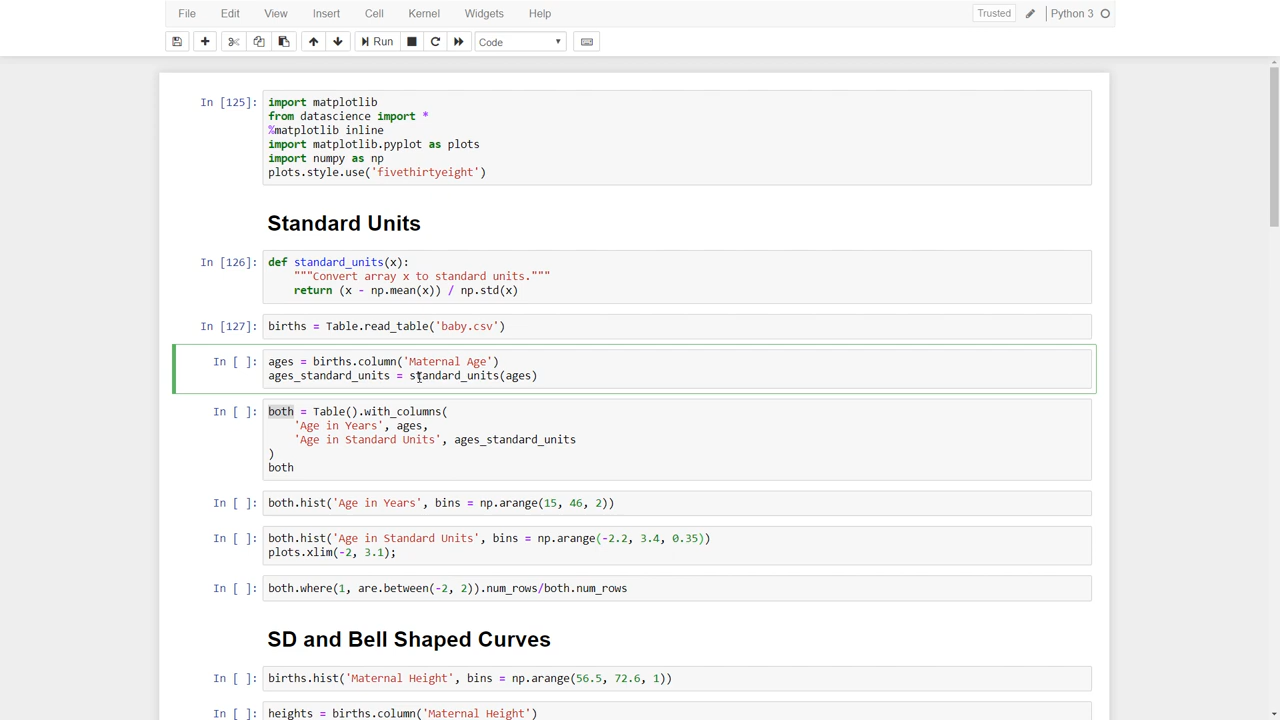 File Edit View Insert Cell Kernel Widgets Help Trusted Python 3
Run Code
In [125]: import matplotlib
from datascience import *
%matplotlib inline
import matplotlib.pyplot as plots
import numpy as np
plots.style.use('fivethirtyeight')
Standard Units
In [126]: def standard_units(x):
"""Convert array x to standard units."""
return (x - np.mean(x)) / np.std(x)
In [127]: births = Table.read_table('baby.csv')
In [ ]: ages = births.column('Maternal Age')
ages_standard_units = standard_units(ages)
In [ ]: both = Table().with_columns(
'Age in Years', ages,
'Age in Standard Units', ages_standard_units
)
both
In [ ]: both.hist('Age in Years', bins = np.arange(15, 46, 2))
In [ ]: both.hist('Age in Standard Units', bins = np.arange(-2.2, 3.4, 0.35))
plots.xlim(-2, 3.1);
In [ ]: both.where(1, are.between(-2, 2)).num_rows/both.num_rows
SD and Bell Shaped Curves
In [ ]: births.hist('Maternal Height', bins = np.arange(56.5, 72.6, 1))
In [ ]: heights = births.column('Maternal Height')